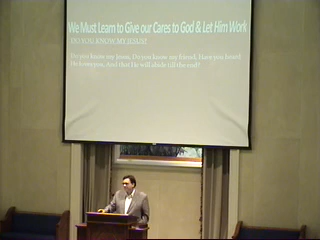 We Must Learn to Give our Cares to God & Let Him Work
DO YOU KNOW MY JESUS?
Do you know my Jesus, Do you know my friend, Have you heard
He loves you, And that He will abide till the end?